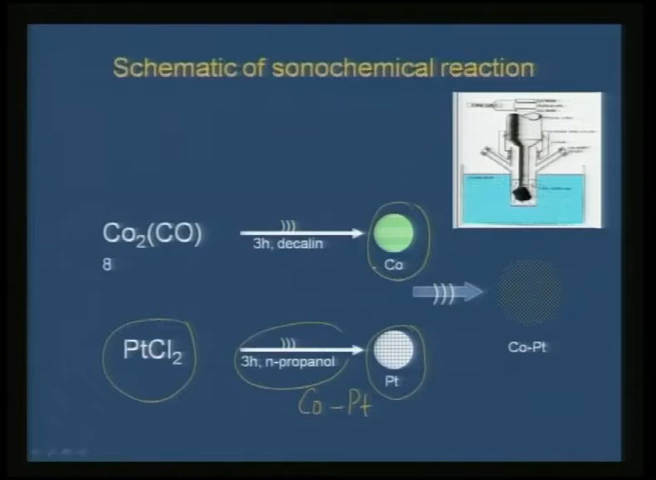 Schematic of sonochemical reaction
Co₂(CO)
8
)))
3h, decalin
Co
)))
Co-Pt
PtCl₂
)))
3h, n-propanol
Pt
Co-Pt